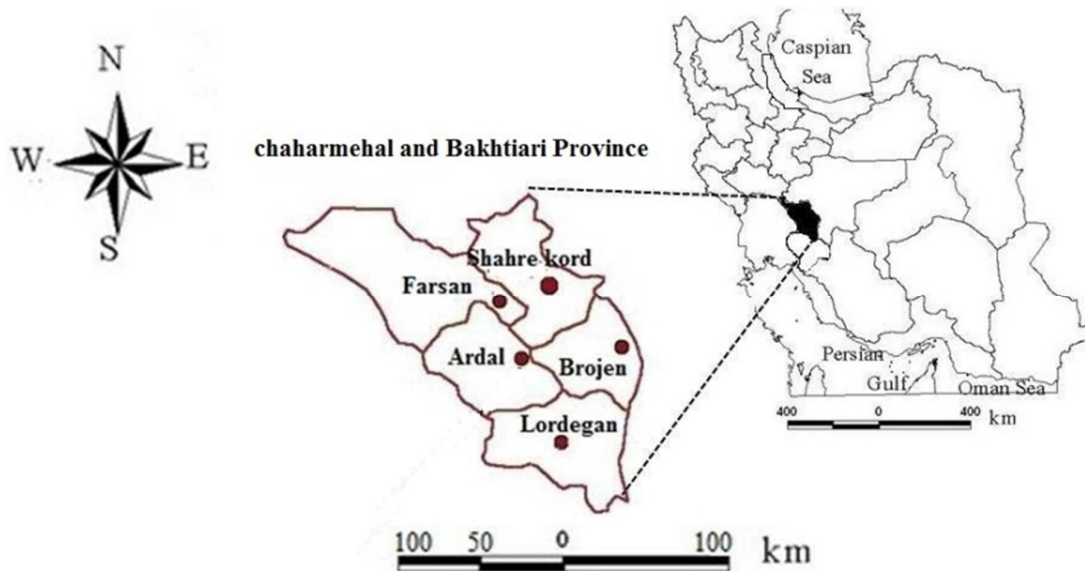 N
W E
S
chaharmehal and Bakhtiari Province
Shahre kord
Farsan
Ardal
Brojen
Lordegan
100 50 0 100 km
Caspian
Sea
Persian
Gulf
Oman Sea
400 0 400
km